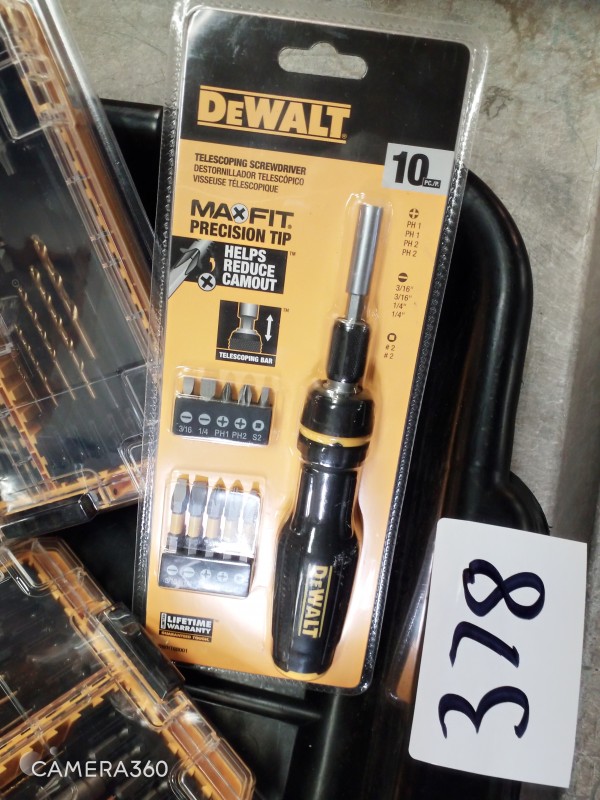 DEWALT
TELESCOPING SCREWDRIVER
DESTORNILLADOR TELESCÓPICO
VISSEUSE TÉLESCOPIQUE
10 PC./P.
MAXFIT®
PRECISION TIP™
HELPS
REDUCE
CAMOUT
PH 1
PH 1
PH 2
PH 2
3/16"
3/16"
1/4"
1/4"
# 2
# 2
TELESCOPING BAR
™
3/16 1/4 PH1 PH2 S2
DEWALT
LIFETIME
WARRANTY
378
CAMERA360